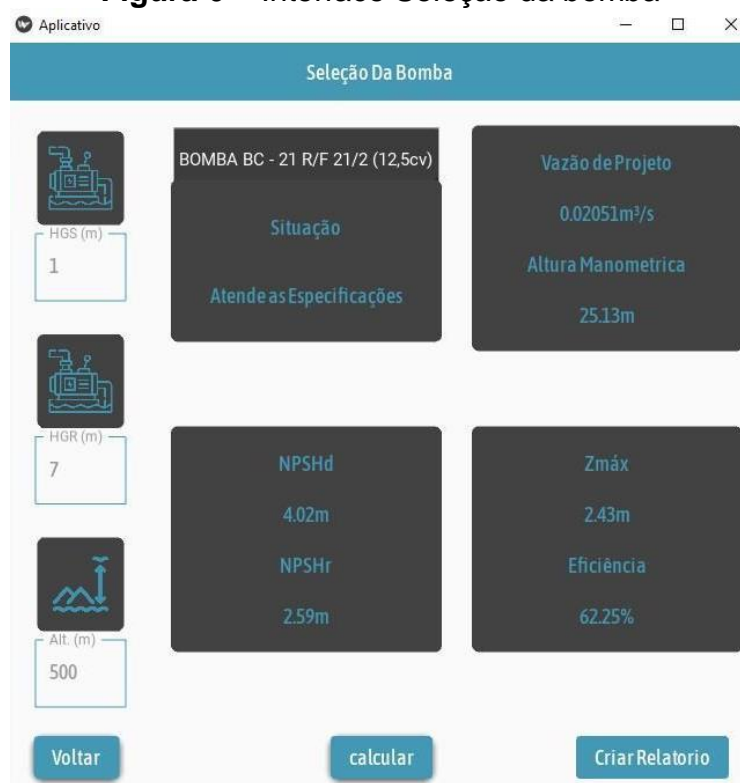 Aplicativo
Seleção Da Bomba
HGS (m)
1
HGR (m)
7
Alt. (m)
500
BOMBA BC - 21 R/F 21/2 (12,5cv)
Situação
Atende as Especificações
Vazão de Projeto
0.02051m³/s
Altura Manometrica
25.13m
NPSHd
4.02m
NPSHr
2.59m
Zmáx
2.43m
Eficiência
62.25%
Voltar
calcular
Criar Relatorio